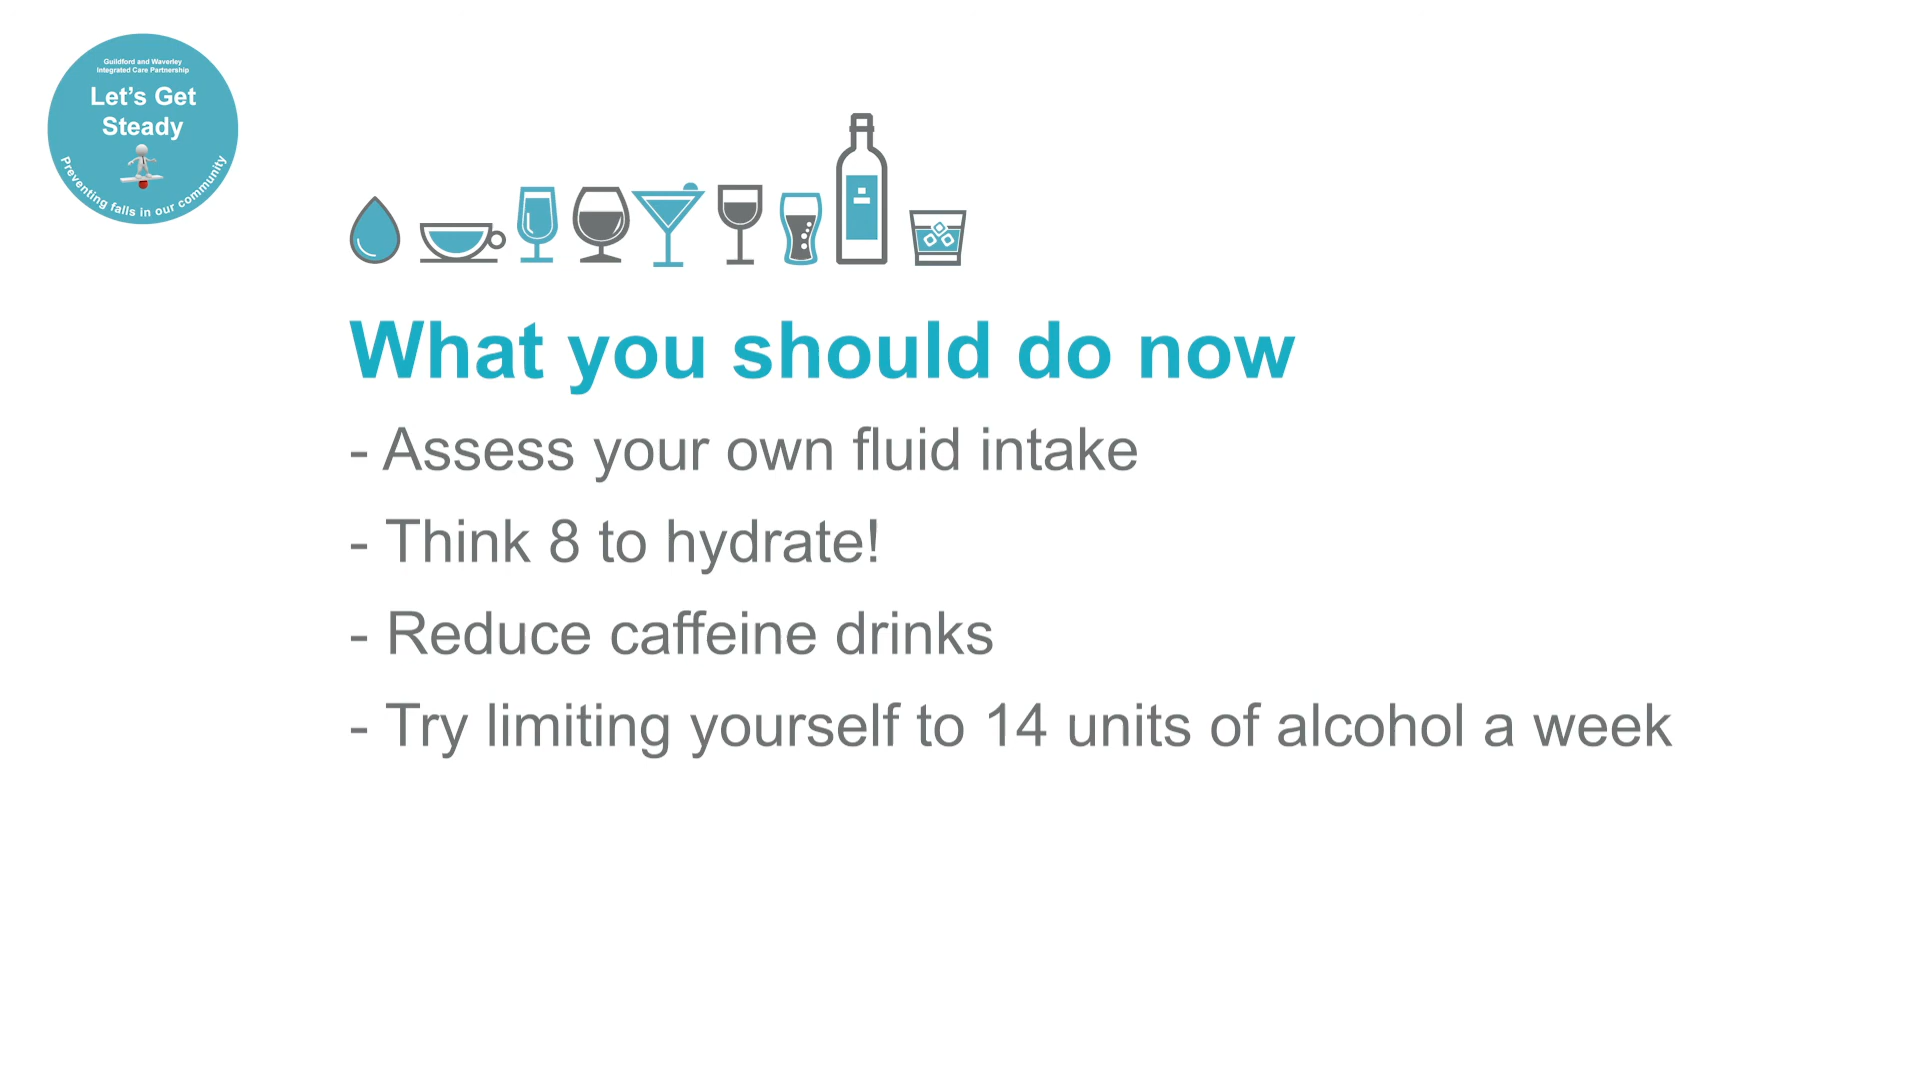 Guildford and Waverley
Integrated Care Partnership
Let's Get
Steady
Preventing falls in our community
What you should do now
- Assess your own fluid intake
- Think 8 to hydrate!
- Reduce caffeine drinks
- Try limiting yourself to 14 units of alcohol a week